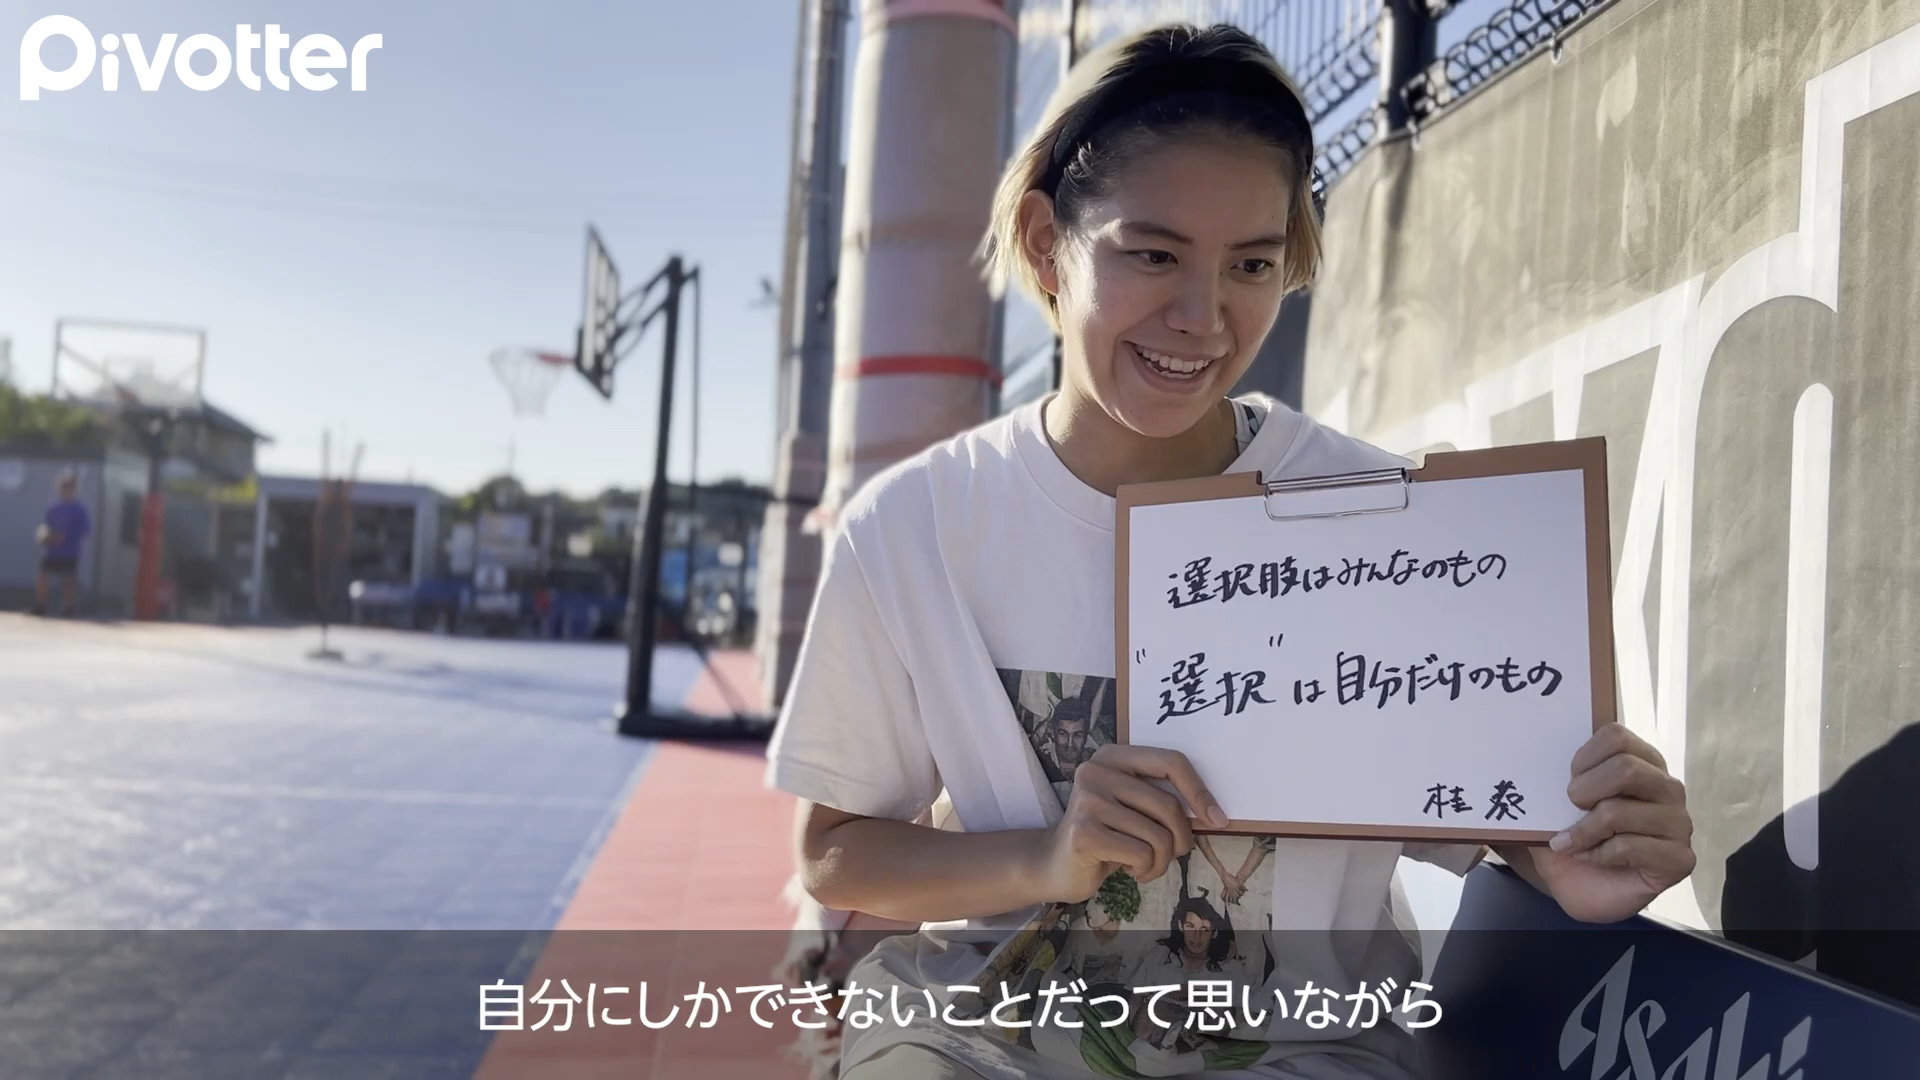 Pivotter
選択肢はみんなのもの
"選択"は自分だけのもの
桂 葵
自分にしかできないことだって思いながら
Asahi